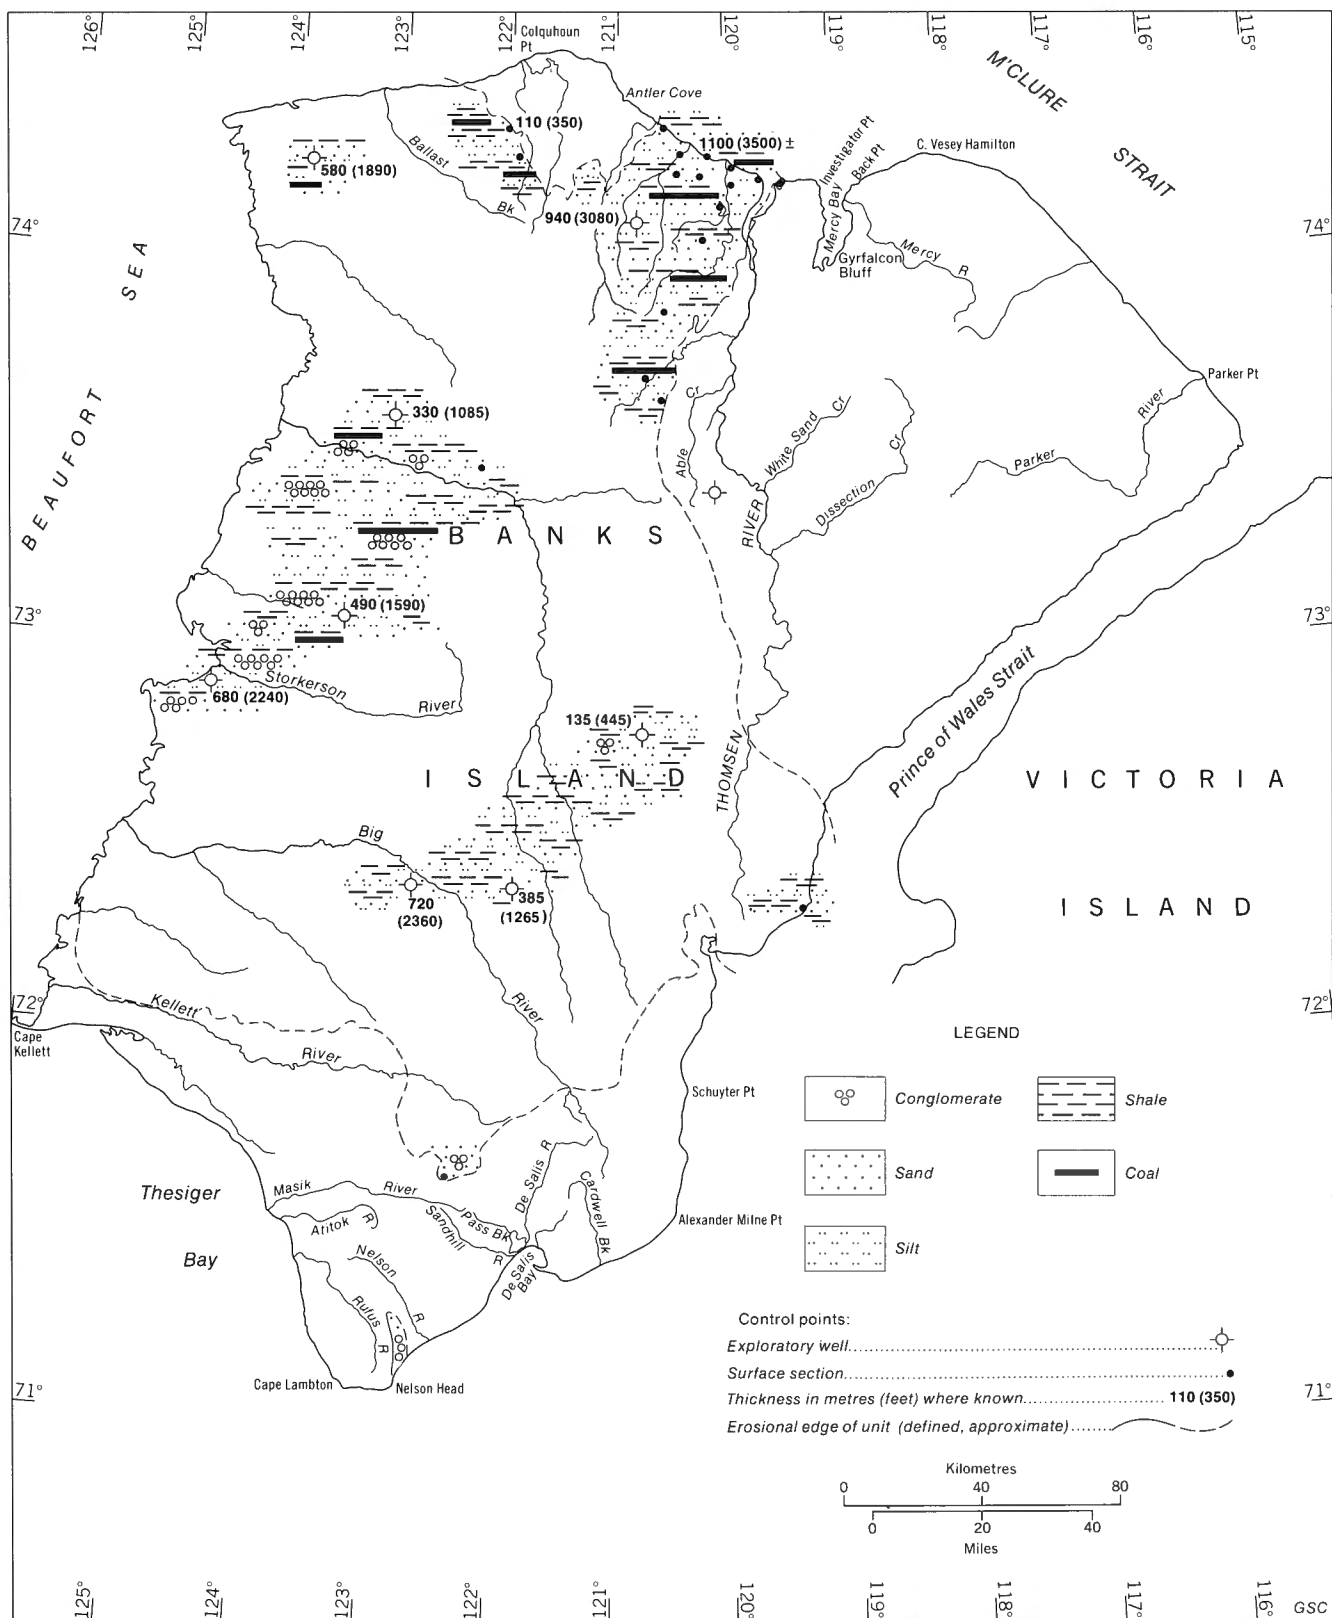 126° 125° 124° 123° 122° 121° 120° 119° 118° 117° 116° 115°
Colquhoun
Pt
M'CLURE
STRAIT
Antler Cove
110 (350)
1100 (3500) ±
Investigator Pt
Back Pt
C. Vesey Hamilton
580 (1890)
Ballast
Bk
940 (3080)
Mercy Bay
Gyrfalcon
Bluff
Mercy
R
74°
74°
BEAUFORT SEA
Parker Pt
330 (1085)
Able
Cr
White Sand Cr
Dissection
Cr
Parker
River
RIVER
BANKS
73°
73°
490 (1590)
Storkerson
River
680 (2240)
135 (445)
THOMSEN
Prince of Wales Strait
ISLAND
VICTORIA
ISLAND
Big
River
720
(2360)
385
(1265)
72°
72°
Cape
Kellett
Kellett
River
Schuyter Pt
Thesiger
Bay
Masik
River
Atitok
R
Nelson
R
Rufus
R
Sandhill
R
Pass Bk
De Salis R
De Salis
Bay
Cardwell Bk
Alexander Milne Pt
Cape Lambton
Nelson Head
71°
71°
LEGEND
Conglomerate
Shale
Sand
Coal
Silt
Control points:
Exploratory well
Surface section
Thickness in metres (feet) where known 110 (350)
Erosional edge of unit (defined, approximate)
Kilometres
0 40 80
0 20 40
Miles
125° 124° 123° 122° 121° 120° 119° 118° 117° 116°
GSC